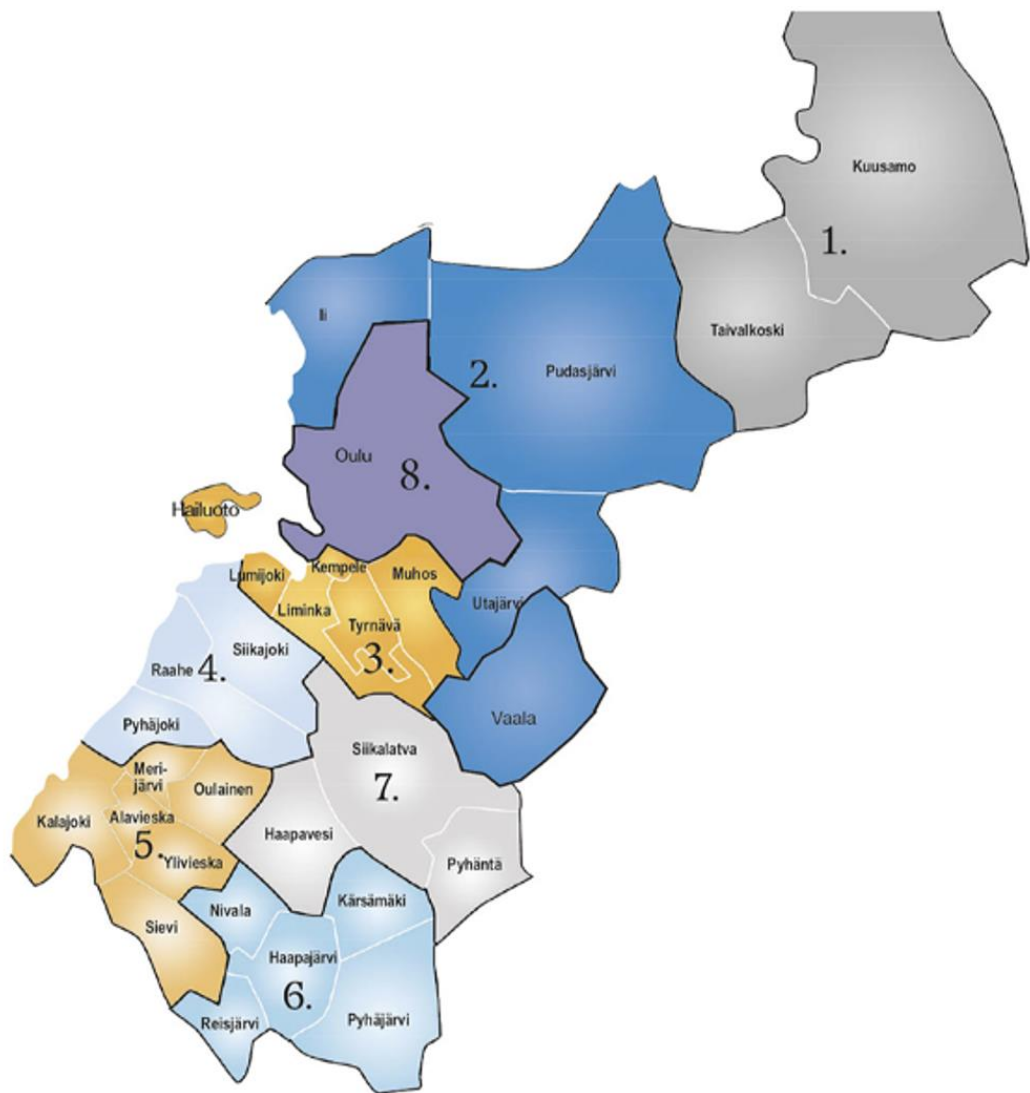 Kuusamo
1.
Taivalkoski
Ii
2.
Pudasjärvi
Oulu
8.
Hailuoto
Kempele
Lumijoki
Muhos
Liminka
Utajärvi
Tyrnävä
3.
Siikajoki
Raahe
4.
Vaala
Pyhäjoki
Siikalatva
Meri-
järvi
7.
Oulainen
Kalajoki
Alavieska
Haapavesi
5.
Ylivieska
Pyhäntä
Kärsämäki
Nivala
Sievi
Haapajärvi
6.
Reisjärvi
Pyhäjärvi